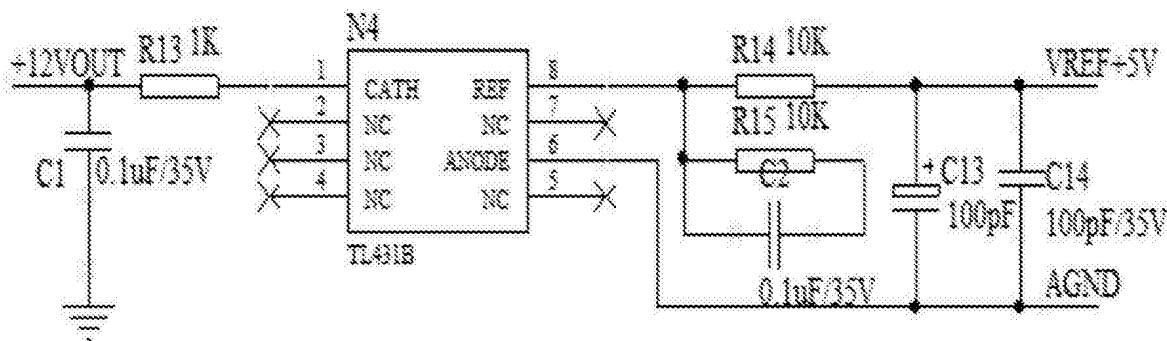 N4
+12VOUT
R13 1K
R14 10K
VREF+5V
1
CATH
REF
8
2
NC
NC
7
R15 10K
3
NC
ANODE
6
4
NC
NC
5
C1
0.1uF/35V
C2
+
C13
100pF
C14
100pF/35V
TL431B
0.1uF/35V
AGND